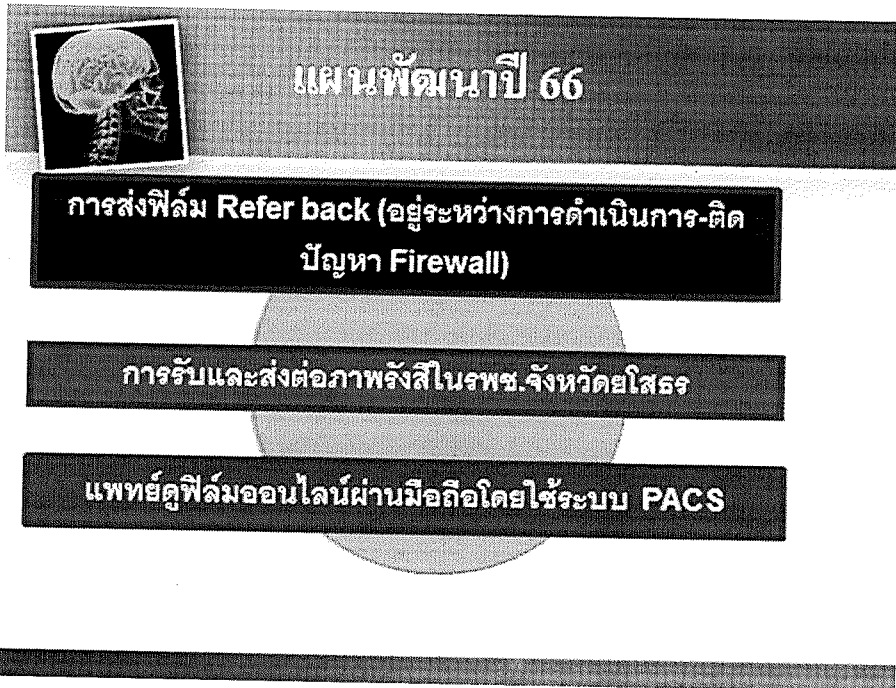 แผนพัฒนาปี 66
การส่งฟิล์ม Refer back (อยู่ระหว่างการดำเนินการ-ติด
ปัญหา Firewall)
การรับและส่งต่อภาพรังสีในรพช.จังหวัดยโสธร
แพทย์ดูฟิล์มออนไลน์ผ่านมือถือโดยใช้ระบบ PACS